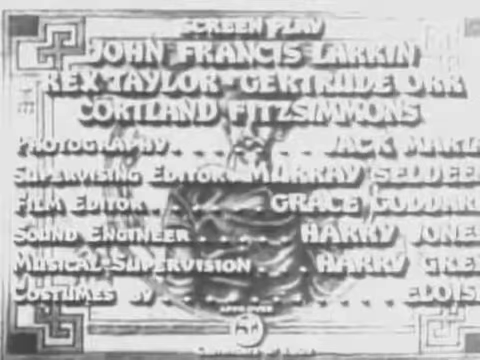 SCREEN PLAY
JOHN FRANCIS LARKIN
REX TAYLOR - GERTRUDE ORR
CORTLAND FITZSIMMONS
PHOTOGRAPHY . . . . . . . . JACK MARTA
SUPERVISING EDITOR . MURRAY SELDEEN
FILM EDITOR . . . . . . GRACE GODDARD
SOUND ENGINEER . . . . . HARRY JONES
MUSICAL SUPERVISION . . . HARRY GREY
COSTUMES BY . . . . . . . . . . . ELOISE